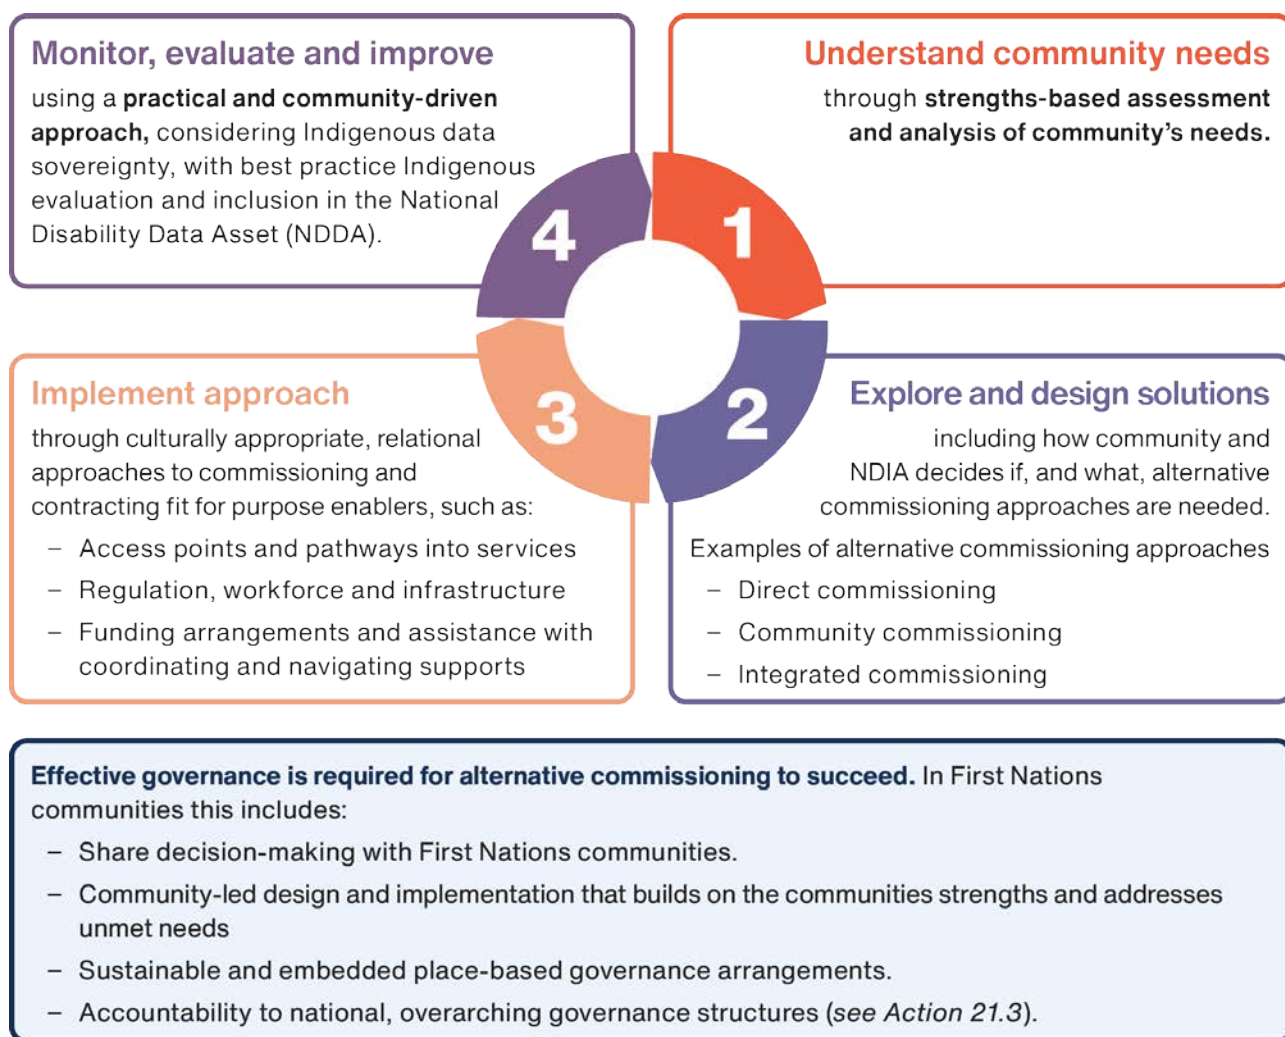 Monitor, evaluate and improve
using a practical and community-driven
approach, considering Indigenous data
sovereignty, with best practice Indigenous
evaluation and inclusion in the National
Disability Data Asset (NDDA).
Understand community needs
through strengths-based assessment
and analysis of community's needs.
4
1
3
2
Implement approach
through culturally appropriate, relational
approaches to commissioning and
contracting fit for purpose enablers, such as:
– Access points and pathways into services
– Regulation, workforce and infrastructure
– Funding arrangements and assistance with
coordinating and navigating supports
Explore and design solutions
including how community and
NDIA decides if, and what, alternative
commissioning approaches are needed.
Examples of alternative commissioning approaches
– Direct commissioning
– Community commissioning
– Integrated commissioning
Effective governance is required for alternative commissioning to succeed. In First Nations
communities this includes:
– Share decision-making with First Nations communities.
– Community-led design and implementation that builds on the communities strengths and addresses
unmet needs
– Sustainable and embedded place-based governance arrangements.
– Accountability to national, overarching governance structures (see Action 21.3).